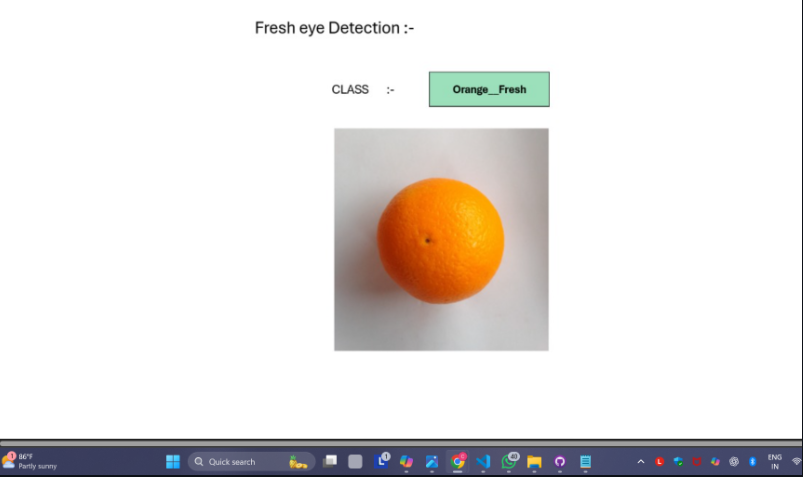 Fresh eye Detection :-
CLASS :- Orange__Fresh
86°F
Partly sunny
Quick search
ENG
IN